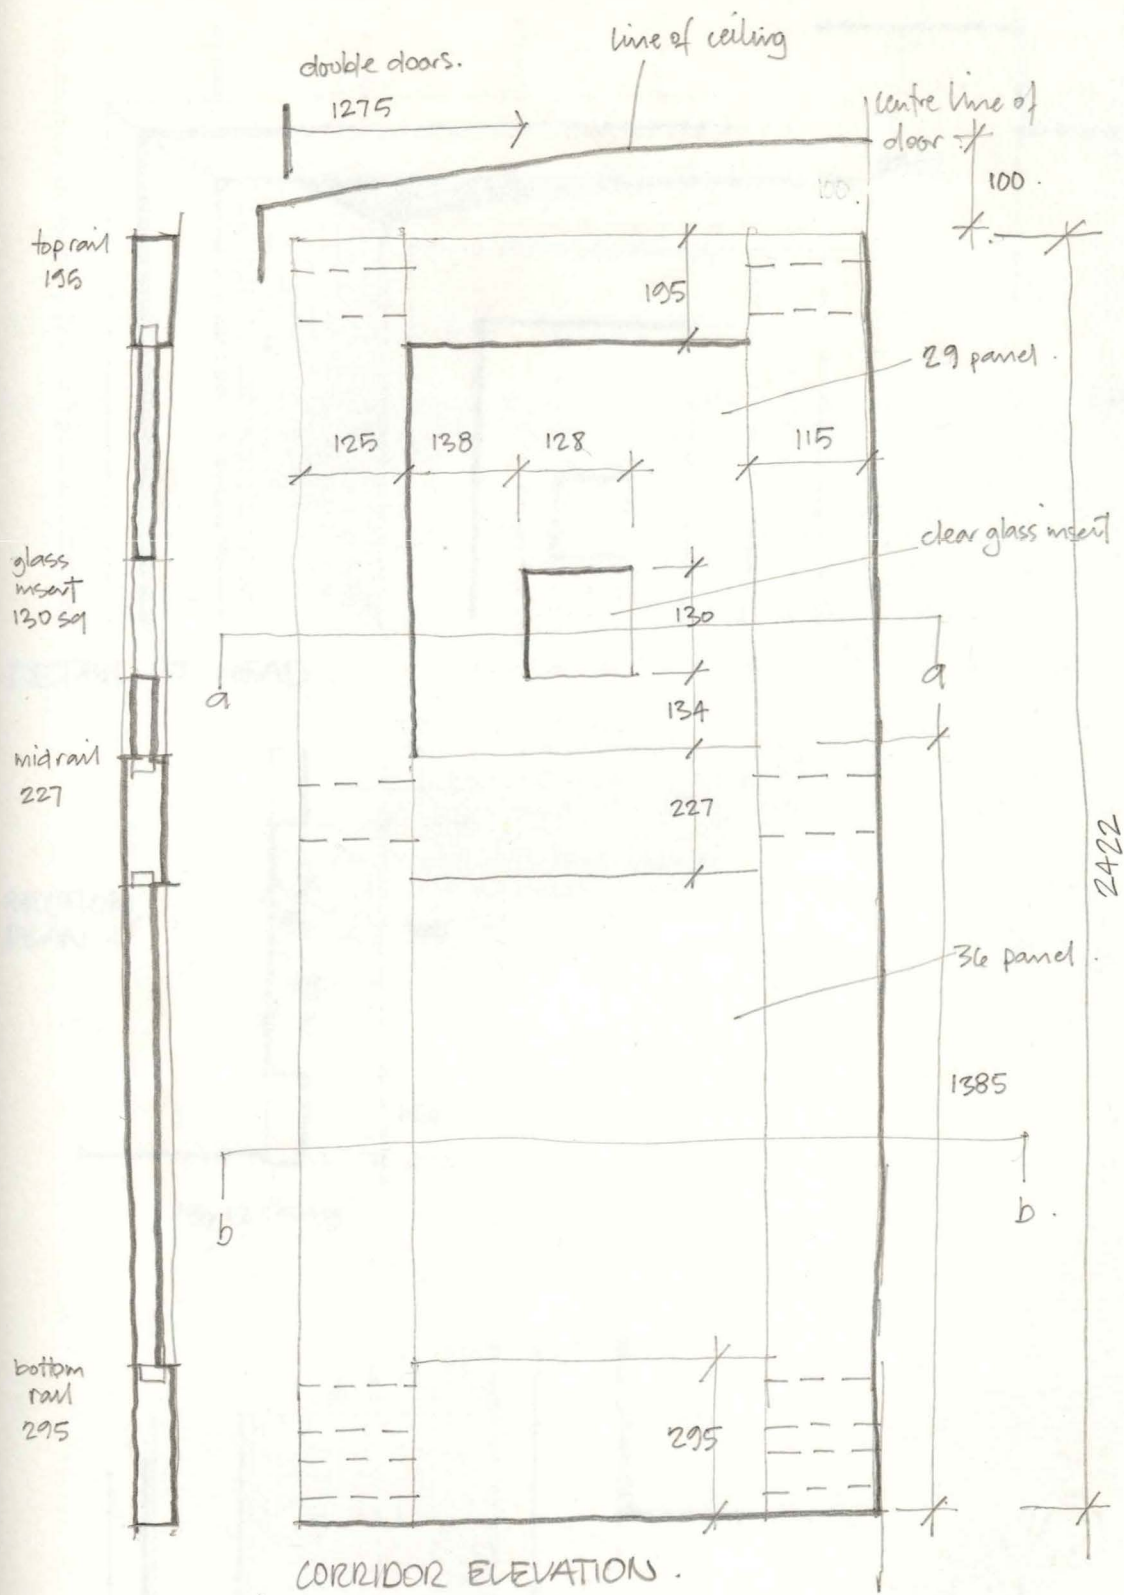 line of ceiling
double doors.
1275
centre line of
door
100.
100.
top rail
195
195
29 panel.
125
138
128
115
clear glass insert
glass
insert
130 sq
130
a
a
134
mid rail
227
227
2422
36 panel.
1385
b
b.
bottom
rail
295
295
CORRIDOR ELEVATION.